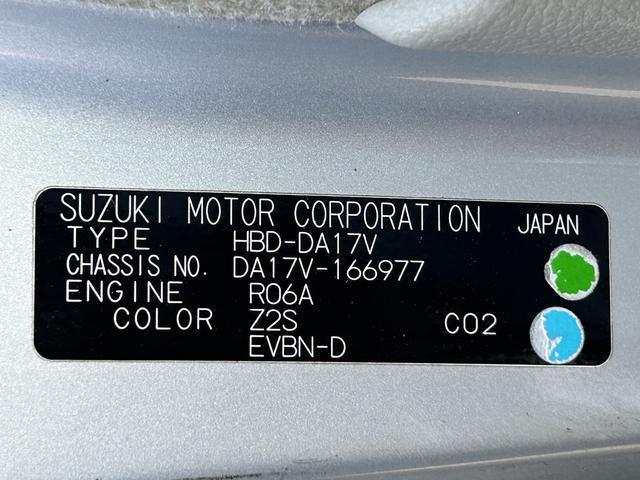 SUZUKI MOTOR CORPORATION JAPAN
TYPE HBD-DA17V
CHASSIS NO. DA17V-166977
ENGINE R06A
COLOR Z2S C02
EVBN-D